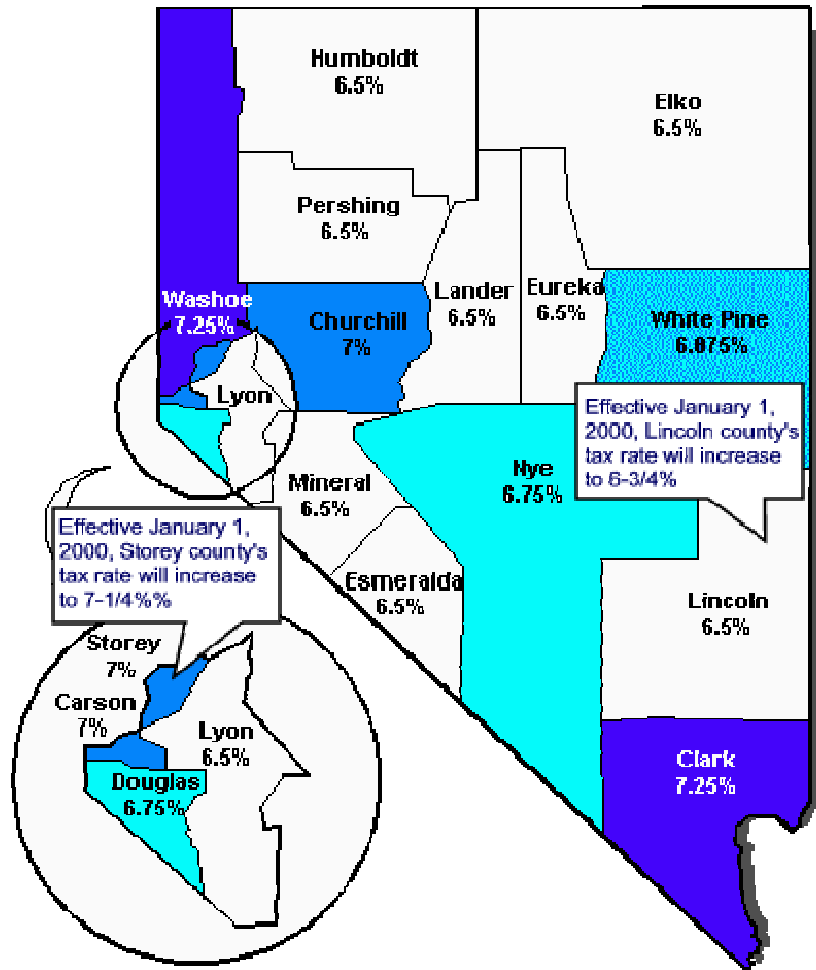 Humboldt
6.5%
Elko
6.5%
Pershing
6.5%
Washoe
7.25%
Churchill
7%
Lander
6.5%
Eureka
6.5%
White Pine
6.875%
Lyon
Effective January 1,
2000, Lincoln county's
tax rate will increase
to 6-3/4%
Nye
6.75%
Mineral
6.5%
Effective January 1,
2000, Storey county's
tax rate will increase
to 7-1/4%%
Esmeralda
6.5%
Lincoln
6.5%
Storey
7%
Carson
7%
Lyon
6.5%
Douglas
6.75%
Clark
7.25%